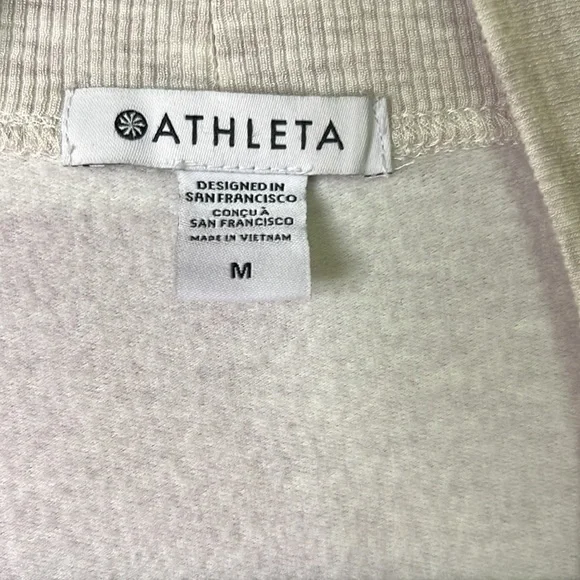 ATHLETA
DESIGNED IN
SAN FRANCISCO
CONÇU À
SAN FRANCISCO
MADE IN VIETNAM
M